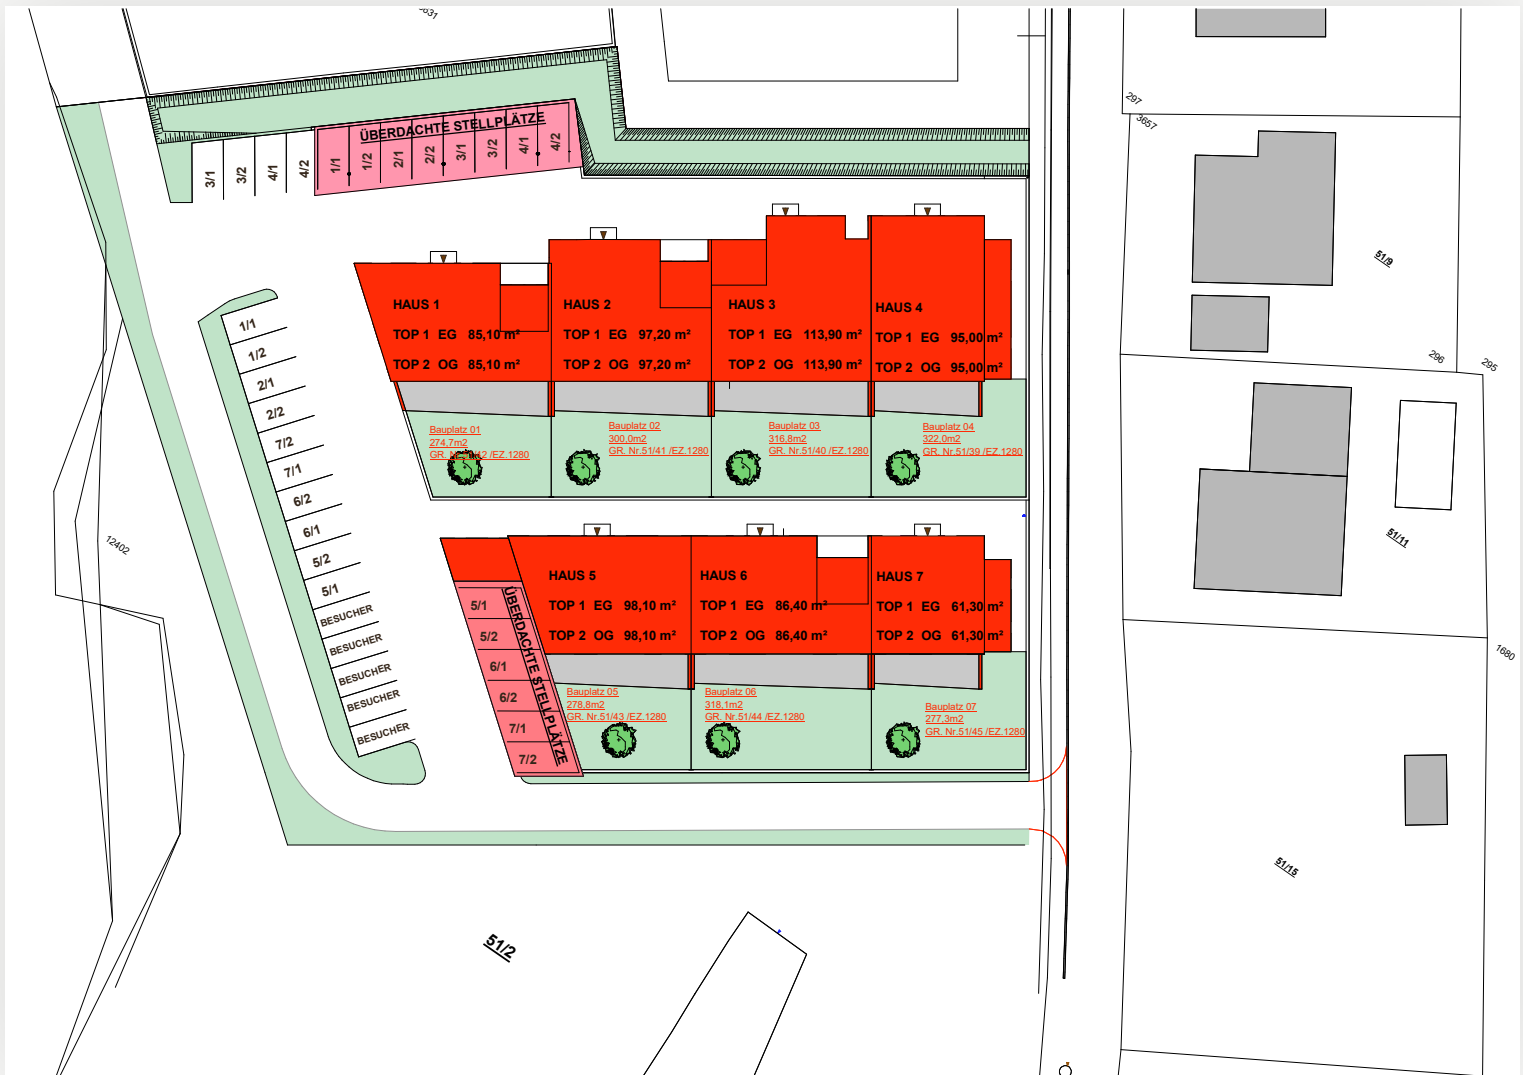 297
3657
ÜBERDACHTE STELLPLÄTZE
3/1
3/2
4/1
4/2
1/1
1/2
2/1
2/2
3/1
3/2
4/1
4/2
51/9
296
295
HAUS 1
TOP 1 EG 85,10 m²
TOP 2 OG 85,10 m²
HAUS 2
TOP 1 EG 97,20 m²
TOP 2 OG 97,20 m²
HAUS 3
TOP 1 EG 113,90 m²
TOP 2 OG 113,90 m²
HAUS 4
TOP 1 EG 95,00 m²
TOP 2 OG 95,00 m²
Bauplatz 01
274,7m2
GR. /EZ.1280
Bauplatz 02
300,0m2
GR. Nr.51/41 /EZ.1280
Bauplatz 03
316,8m2
GR. Nr.51/40 /EZ.1280
Bauplatz 04
322,0m2
GR. Nr.51/39 /EZ.1280
1/1
1/2
2/1
2/2
7/2
7/1
6/2
6/1
5/2
5/1
BESUCHER
BESUCHER
BESUCHER
BESUCHER
BESUCHER
12402
51/11
HAUS 5
TOP 1 EG 98,10 m²
TOP 2 OG 98,10 m²
HAUS 6
TOP 1 EG 86,40 m²
TOP 2 OG 86,40 m²
HAUS 7
TOP 1 EG 61,30 m²
TOP 2 OG 61,30 m²
ÜBERDACHTE STELLPLÄTZE
5/1
5/2
6/1
6/2
7/1
7/2
Bauplatz 05
278,8m2
GR. Nr.51/43 /EZ.1280
Bauplatz 06
318,1m2
GR. Nr.51/44 /EZ.1280
Bauplatz 07
277,3m2
GR. Nr.51/45 /EZ.1280
1680
51/15
51/2